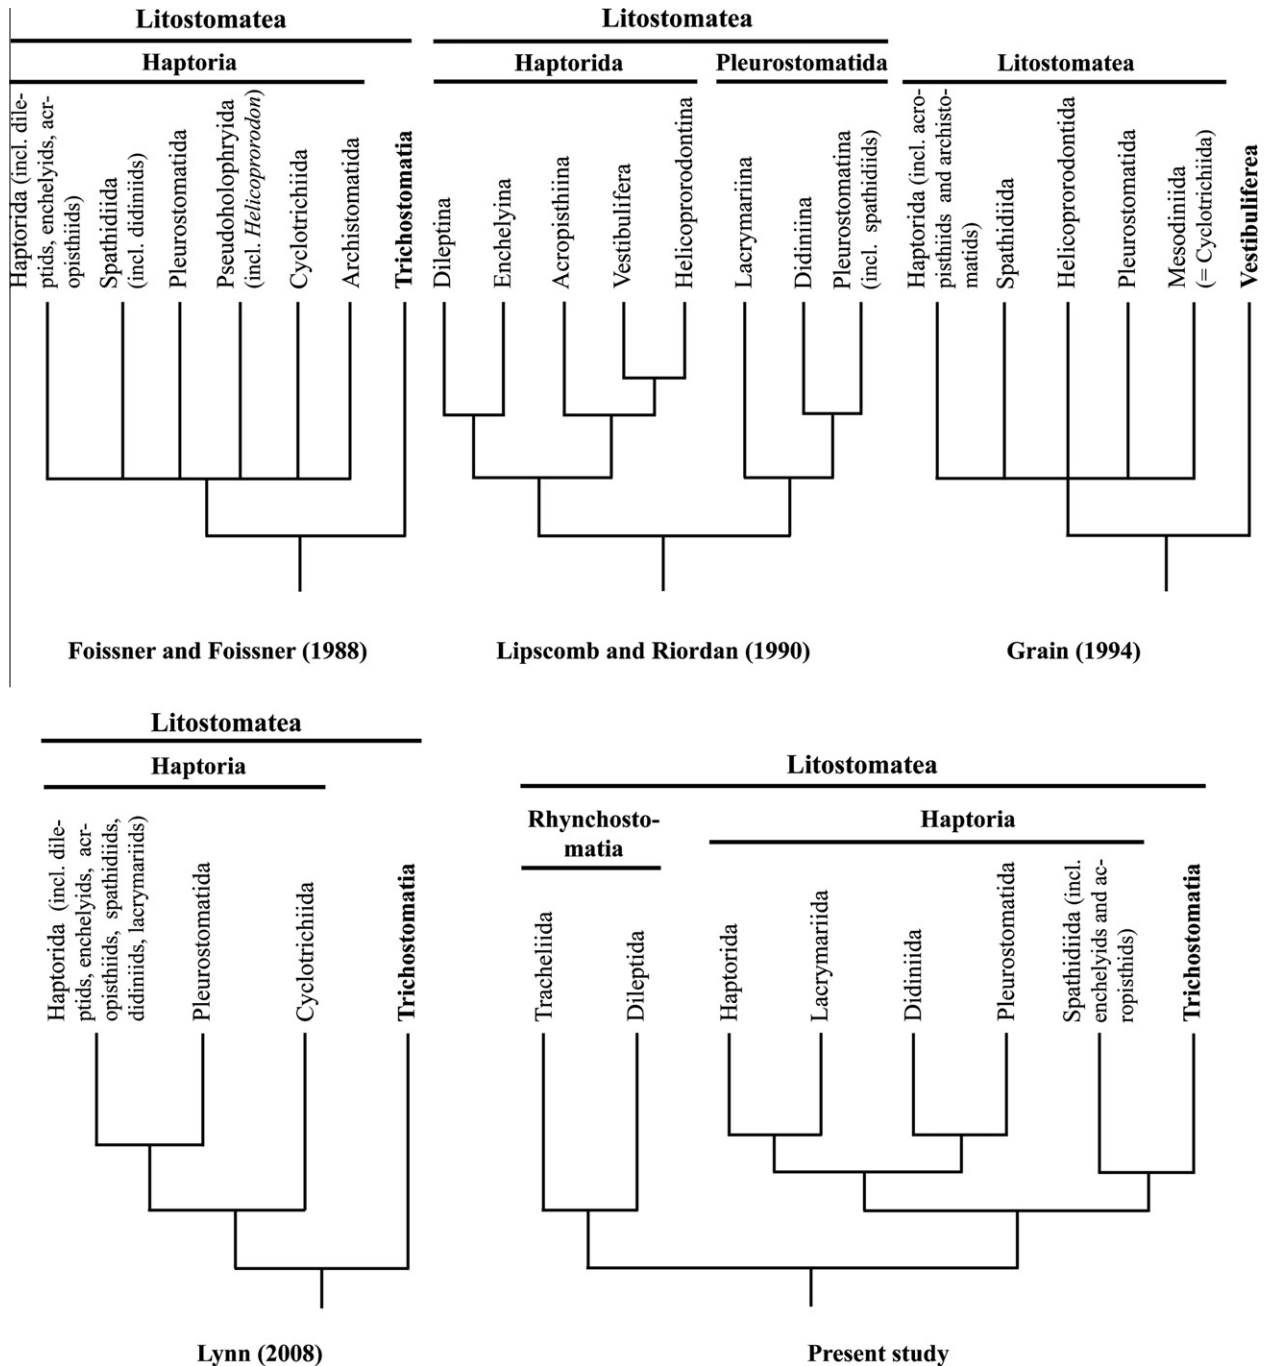 Litostomatea
Haptoria
Haptorida (incl. dile-
ptids, enchelyids, acr-
opisthiids)
Spathidiida
(incl. didiniids)
Pleurostomatida
Pseudoholophryida
(incl. Helicoprorodon)
Cyclotrichiida
Archistomatida
Trichostomatia
Foissner and Foissner (1988)
Litostomatea
Haptorida
Pleurostomatida
Dileptina
Enchelyina
Acropisthiina
Vestibulifera
Helicoprorodontina
Lacrymariina
Didiniina
Pleurostomatina
(incl. spathidiids)
Lipscomb and Riordan (1990)
Litostomatea
Haptorida (incl. acro-
pisthiids and archisto-
matids)
Spathidiida
Helicoprorodontida
Pleurostomatida
Mesodiniida
(= Cyclotrichiida)
Vestibuliferea
Grain (1994)
Litostomatea
Haptoria
Haptorida (incl. dile-
ptids, enchelyids, acr-
opisthiids, spathidiids,
didiniids, lacrymariids)
Pleurostomatida
Cyclotrichiida
Trichostomatia
Lynn (2008)
Litostomatea
Rhynchosto-
matia
Haptoria
Tracheliida
Dileptida
Haptorida
Lacrymariida
Didiniida
Pleurostomatida
Spathidiida (incl.
enchelyids and ac-
ropisthids)
Trichostomatia
Present study